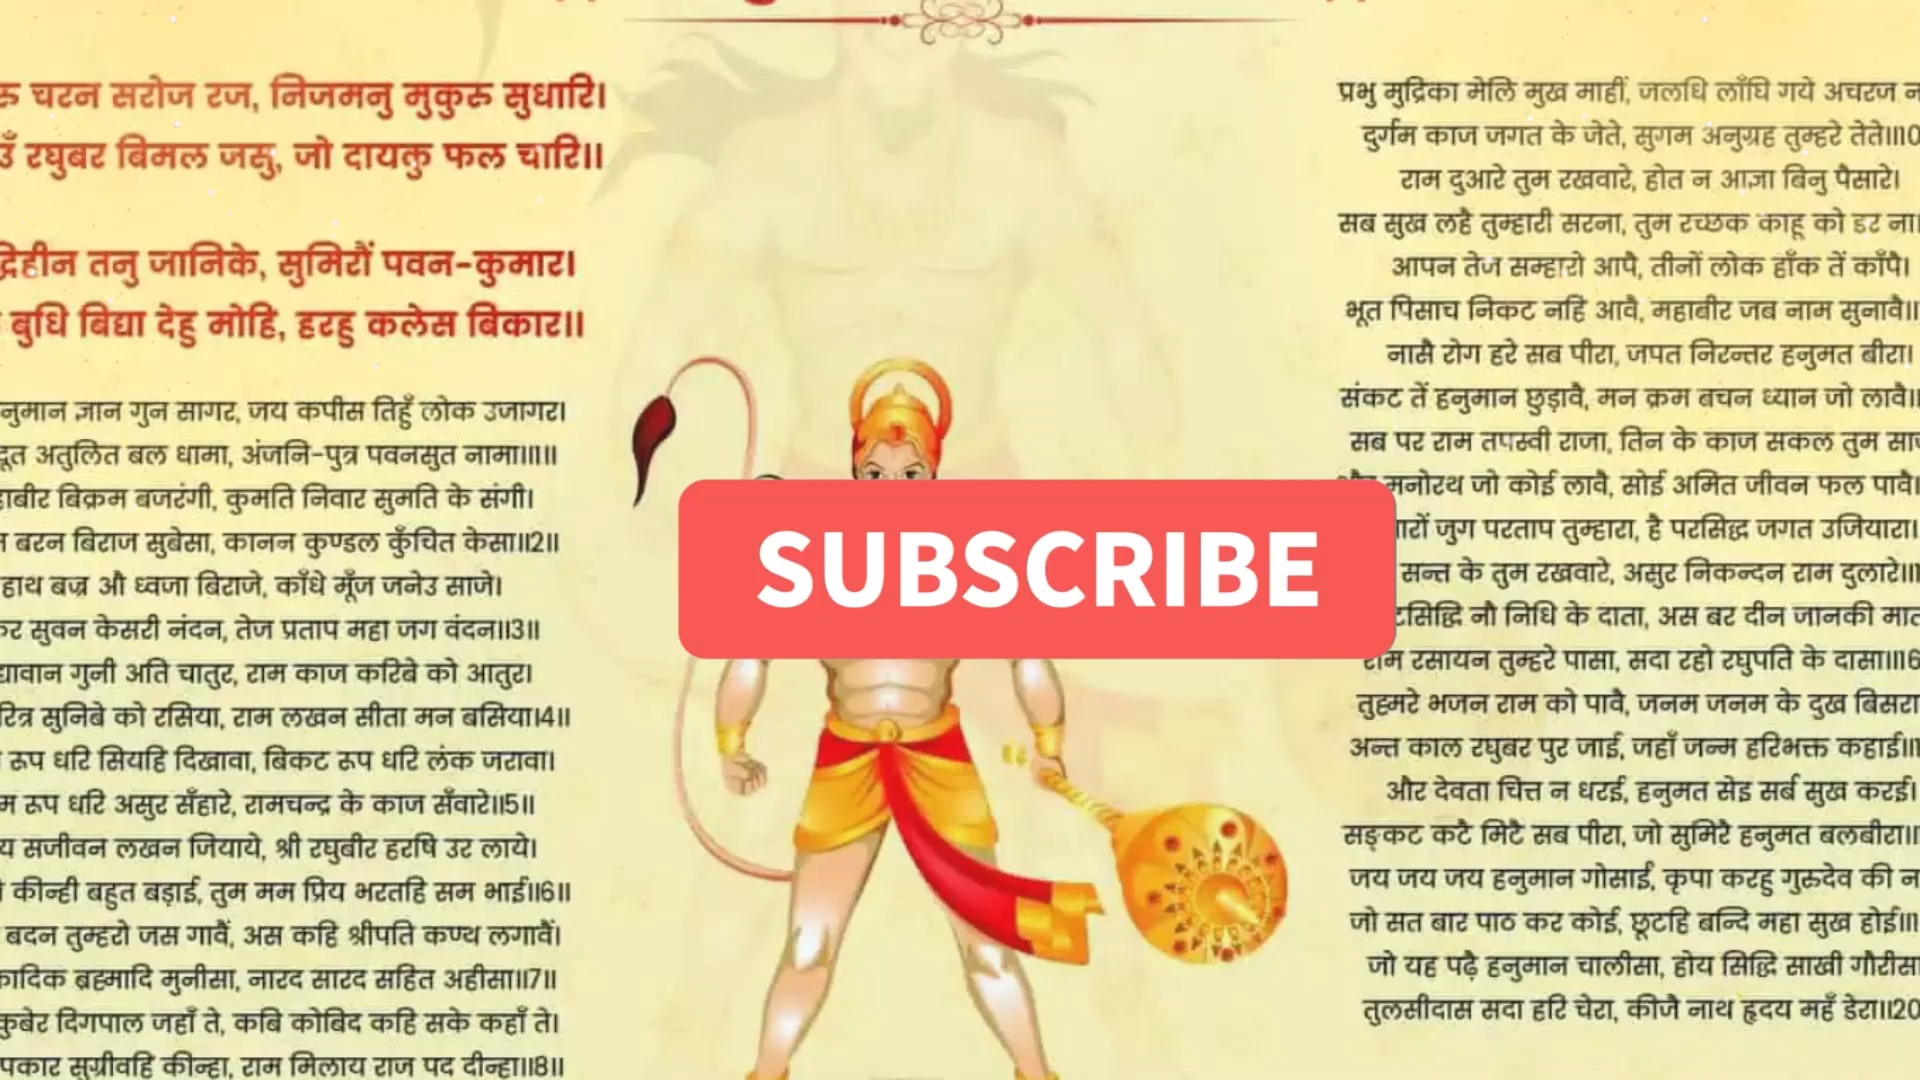 चरन सरोज रज, निजमनु मुकुरु सुधारि।
रघुबर बिमल जसु, जो दायकु फल चारि॥
तनु जानिके, सुमिरौं पवन-कुमार।
बुधि बिद्या देहु मोहि, हरहु कलेस बिकार॥
ज्ञान गुन सागर, जय कपीस तिहुँ लोक उजागर।
अतुलित बल धामा, अंजनि-पुत्र पवनसुत नामा॥1॥
बिक्रम बजरंगी, कुमति निवार सुमति के संगी।
बरन बिराज सुबेसा, कानन कुण्डल कुँचित केसा॥2॥
हाथ बज्र औ ध्वजा बिराजे, काँधे मूँज जनेउ साजे।
सुवन केसरी नंदन, तेज प्रताप महा जग वंदन॥3॥
गुनी अति चातुर, राम काज करिबे को आतुर।
सुनिबे को रसिया, राम लखन सीता मन बसिया।4॥
रूप धरि सियहि दिखावा, बिकट रूप धरि लंक जरावा।
रूप धरि असुर सँहारे, रामचन्द्र के काज सँवारे॥5॥
सजीवन लखन जियाये, श्री रघुबीर हरषि उर लाये।
कीन्ही बहुत बड़ाई, तुम मम प्रिय भरतहि सम भाई॥6॥
बदन तुम्हरो जस गावैं, अस कहि श्रीपति कण्थ लगावैं।
ब्रह्मादि मुनीसा, नारद सारद सहित अहीसा॥7॥
कुबेर दिगपाल जहाँ ते, कबि कोबिद कहि सके कहाँ ते।
सुग्रीवहि कीन्हा, राम मिलाय राज पद दीन्हा॥8॥
SUBSCRIBE
प्रभु मुद्रिका मेलि मुख माहीं, जलधि लाँघि गये अचरज
दुर्गम काज जगत के जेते, सुगम अनुग्रह तुम्हरे तेते॥10
राम दुआरे तुम रखवारे, होत न आज्ञा बिनु पैसारे।
सब सुख लहै तुम्हारी सरना, तुम रच्छक काहू को डर ना
आपन तेज सम्हारो आपै, तीनों लोक हाँक तें काँपै।
भूत पिसाच निकट नहि आवै, महाबीर जब नाम सुनावै॥
नासै रोग हरे सब पीरा, जपत निरन्तर हनुमत बीरा।
संकट तें हनुमान छुड़ावै, मन क्रम बचन ध्यान जो लावै॥
सब पर राम तपस्वी राजा, तिन के काज सकल तुम
मनोरथ जो कोई लावै, सोई अमित जीवन फल पावै।
जुग परताप तुम्हारा, है परसिद्ध जगत उजियारा।
सन्त के तुम रखवारे, असुर निकन्दन राम दुलारे॥
नौ निधि के दाता, अस बर दीन जानकी
राम रसायन तुम्हरे पासा, सदा रहो रघुपति के दासा॥16
तुह्मरे भजन राम को पावै, जनम जनम के दुख
अन्त काल रघुबर पुर जाई, जहाँ जन्म हरिभक्त कहाई॥
और देवता चित्त न धरई, हनुमत सेइ सर्ब सुख करई।
सङ्कट कटै मिटै सब पीरा, जो सुमिरै हनुमत बलबीरा॥
जय जय जय हनुमान गोसाईं, कृपा करहु गुरुदेव की
जो सत बार पाठ कर कोई, छूटहि बन्दि महा सुख होई॥
जो यह पढ़ै हनुमान चालीसा, होय सिद्धि साखी गौरीसा
तुलसीदास सदा हरि चेरा, कीजै नाथ हृदय महँ डेरा॥20